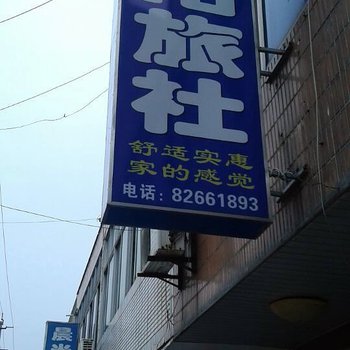 旅
社
舒适实惠
家的感觉
电话：82661893
晨